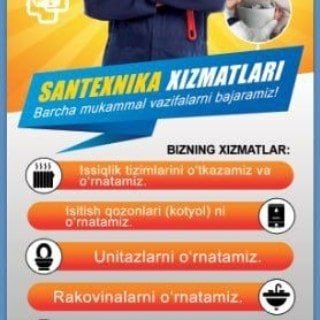 SANTEXNIKA XIZMATLARI
Barcha mukammal vazifalarni bajaramiz!
BIZNING XIZMATLAR:
Issiqlik tizimlarini o'tkazamiz va
o'rnatamiz.
Isitish qozonlari (kotyol) ni
o'rnatamiz.
Unitazlarni o'rnatamiz.
Rakovinalarni o'rnatamiz.